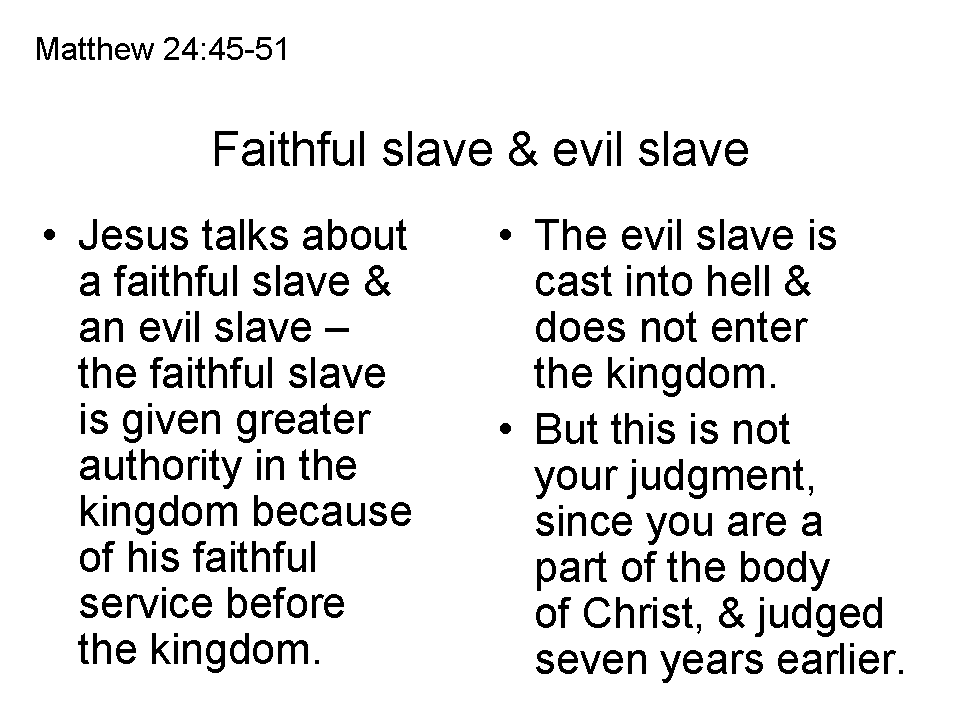 Matthew 24:45-51
Faithful slave & evil slave
• Jesus talks about
a faithful slave &
an evil slave –
the faithful slave
is given greater
authority in the
kingdom because
of his faithful
service before
the kingdom.
• The evil slave is
cast into hell &
does not enter
the kingdom.
• But this is not
your judgment,
since you are a
part of the body
of Christ, & judged
seven years earlier.